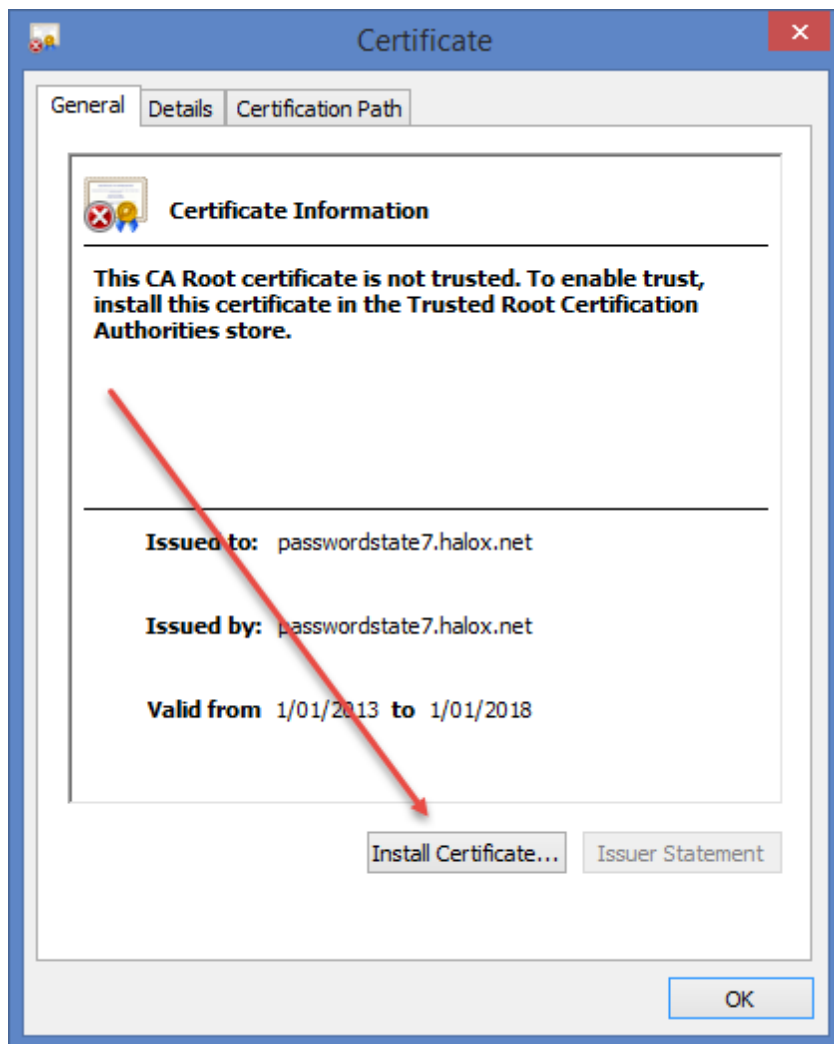 Certificate
General Details Certification Path
Certificate Information
This CA Root certificate is not trusted. To enable trust,
install this certificate in the Trusted Root Certification
Authorities store.
Issued to: passwordstate7.halox.net
Issued by: passwordstate7.halox.net
Valid from 1/01/2013 to 1/01/2018
Install Certificate... Issuer Statement
OK